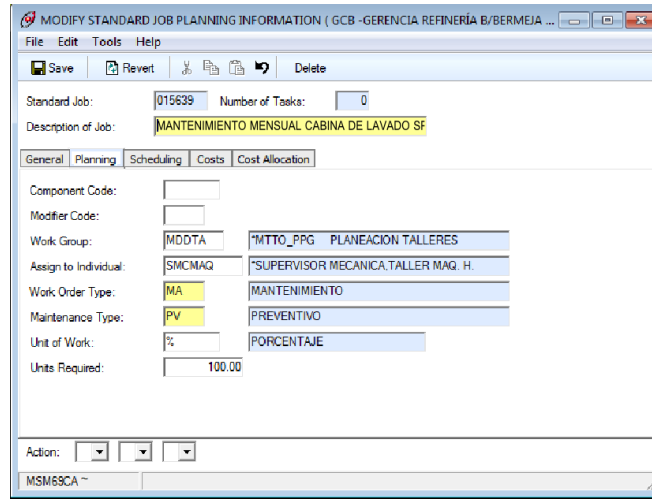 MODIFY STANDARD JOB PLANNING INFORMATION ( GCB -GERENCIA REFINERÍA B/BERMEJA ...
File Edit Tools Help
Save Revert Delete
Standard Job: 015639 Number of Tasks: 0
Description of Job: MANTENIMIENTO MENSUAL CABINA DE LAVADO
General Planning Scheduling Costs Cost Allocation
Component Code:
Modifier Code:
Work Group: MDDTA *MTTO_PPG PLANEACION TALLERES
Assign to Individual: SMCMAQ *SUPERVISOR MECANICA,TALLER MAQ. H.
Work Order Type: MA MANTENIMIENTO
Maintenance Type: PV PREVENTIVO
Unit of Work: % PORCENTAJE
Units Required: 100.00
Action:
MSM69CA ~